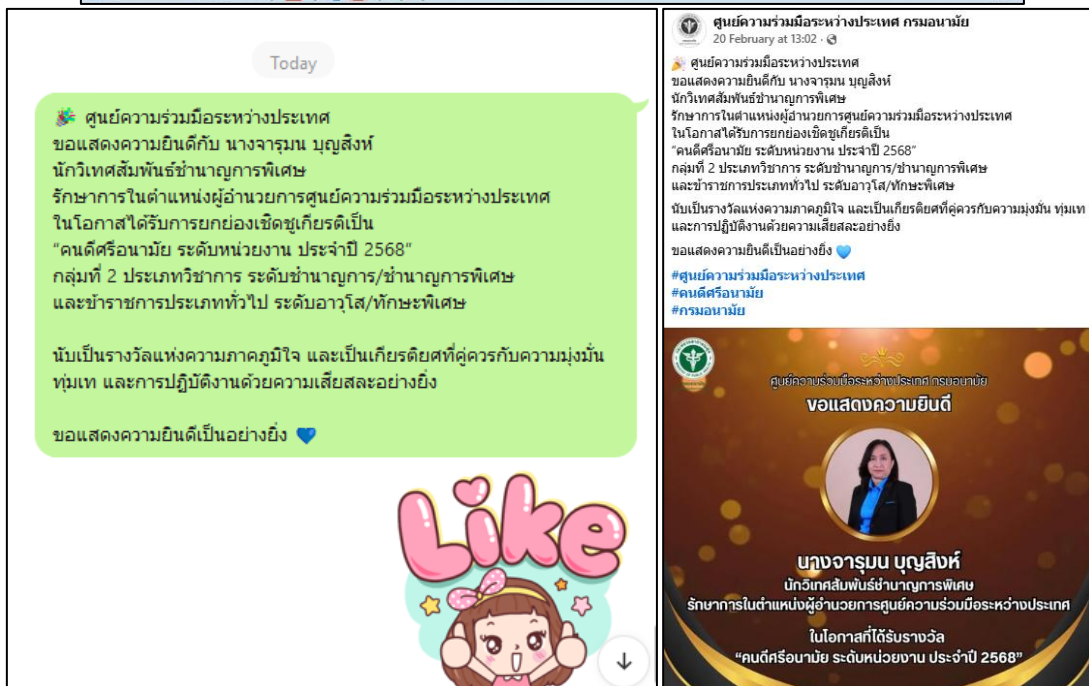 Today
🎉 ศูนย์ความร่วมมือระหว่างประเทศ
ขอแสดงความยินดีกับ นางจารุมน บุญสิงห์
นักวิเทศสัมพันธ์ชำนาญการพิเศษ
รักษาการในตำแหน่งผู้อำนวยการศูนย์ความร่วมมือระหว่างประเทศ
ในโอกาสได้รับการยกย่องเชิดชูเกียรติเป็น
“คนดีศรีอนามัย ระดับหน่วยงาน ประจำปี 2568”
กลุ่มที่ 2 ประเภทวิชาการ ระดับชำนาญการ/ชำนาญการพิเศษ
และข้าราชการประเภททั่วไป ระดับอาวุโส/ทักษะพิเศษ
นับเป็นรางวัลแห่งความภาคภูมิใจ และเป็นเกียรติยศที่คู่ควรกับความมุ่งมั่น
ทุ่มเท และการปฏิบัติงานด้วยความเสียสละอย่างยิ่ง
ขอแสดงความยินดีเป็นอย่างยิ่ง 💙
Like
ศูนย์ความร่วมมือระหว่างประเทศ กรมอนามัย
20 February at 13:02 ·
🎉 ศูนย์ความร่วมมือระหว่างประเทศ
ขอแสดงความยินดีกับ นางจารุมน บุญสิงห์
นักวิเทศสัมพันธ์ชำนาญการพิเศษ
รักษาการในตำแหน่งผู้อำนวยการศูนย์ความร่วมมือระหว่างประเทศ
ในโอกาสได้รับการยกย่องเชิดชูเกียรติเป็น
“คนดีศรีอนามัย ระดับหน่วยงาน ประจำปี 2568”
กลุ่มที่ 2 ประเภทวิชาการ ระดับชำนาญการ/ชำนาญการพิเศษ
และข้าราชการประเภททั่วไป ระดับอาวุโส/ทักษะพิเศษ
นับเป็นรางวัลแห่งความภาคภูมิใจ และเป็นเกียรติยศที่คู่ควรกับความมุ่งมั่น ทุ่มเท
และการปฏิบัติงานด้วยความเสียสละอย่างยิ่ง
ขอแสดงความยินดีเป็นอย่างยิ่ง 💙
#ศูนย์ความร่วมมือระหว่างประเทศ
#คนดีศรีอนามัย
#กรมอนามัย
ศูนย์ความร่วมมือระหว่างประเทศ กรมอนามัย
ขอแสดงความยินดี
นางจารุมน บุญสิงห์
นักวิเทศสัมพันธ์ชำนาญการพิเศษ
รักษาการในตำแหน่งผู้อำนวยการศูนย์ความร่วมมือระหว่างประเทศ
ในโอกาสที่ได้รับรางวัล
“คนดีศรีอนามัย ระดับหน่วยงาน ประจำปี 2568”